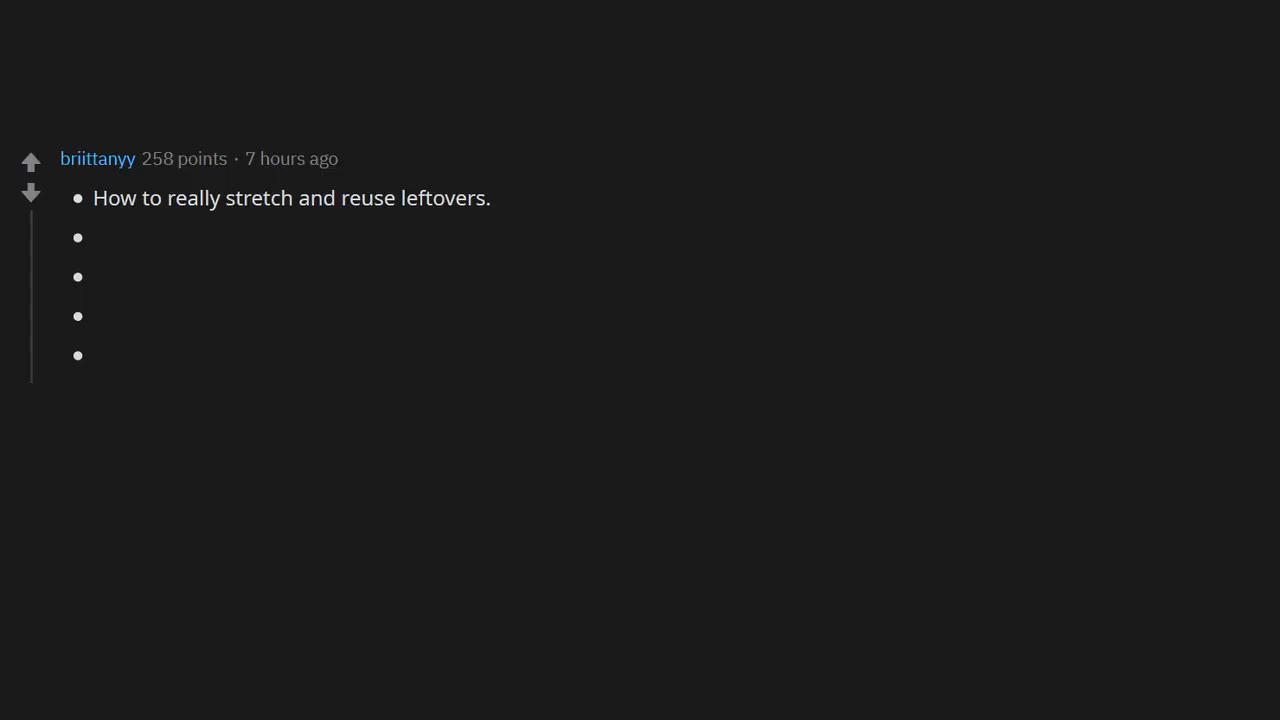 briittanyy 258 points · 7 hours ago
• How to really stretch and reuse leftovers.
•
•
•
•